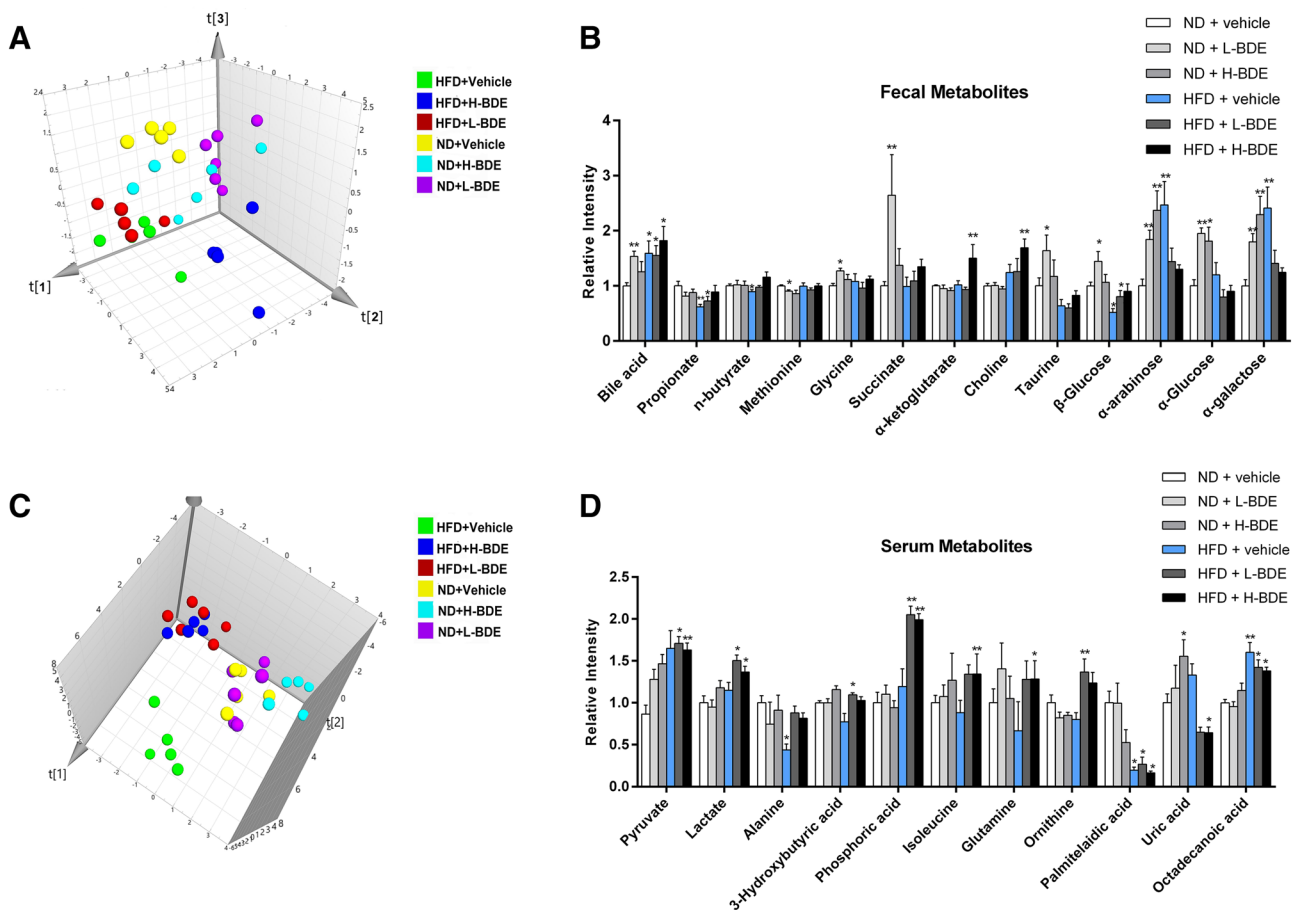 A
t[3]
t[1]
t[2]
HFD+Vehicle
HFD+H-BDE
HFD+L-BDE
ND+Vehicle
ND+H-BDE
ND+L-BDE
B
Fecal Metabolites
ND + vehicle
ND + L-BDE
ND + H-BDE
HFD + vehicle
HFD + L-BDE
HFD + H-BDE
Relative Intensity
4
3
2
1
0
Bile acid
Propionate
n-butyrate
Methionine
Glycine
Succinate
α-ketoglutarate
Choline
Taurine
β-Glucose
α-arabinose
α-Glucose
α-galactose
C
t[1]
t[2]
HFD+Vehicle
HFD+H-BDE
HFD+L-BDE
ND+Vehicle
ND+H-BDE
ND+L-BDE
D
Serum Metabolites
ND + vehicle
ND + L-BDE
ND + H-BDE
HFD + vehicle
HFD + L-BDE
HFD + H-BDE
Relative Intensity
2.5
2.0
1.5
1.0
0.5
0.0
Pyruvate
Lactate
Alanine
3-Hydroxybutyric acid
Phosphoric acid
Isoleucine
Glutamine
Ornithine
Palmitelaidic acid
Uric acid
Octadecanoic acid